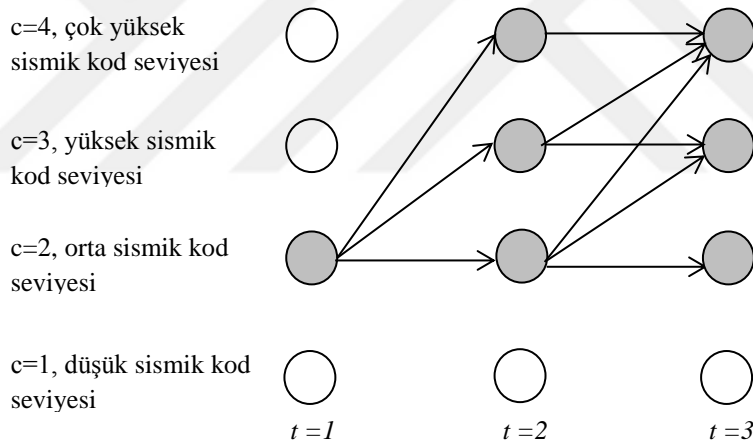 c=4, çok yüksek
sismik kod seviyesi
c=3, yüksek sismik
kod seviyesi
c=2, orta sismik kod
seviyesi
c=1, düşük sismik kod
seviyesi
t =1 t =2 t =3